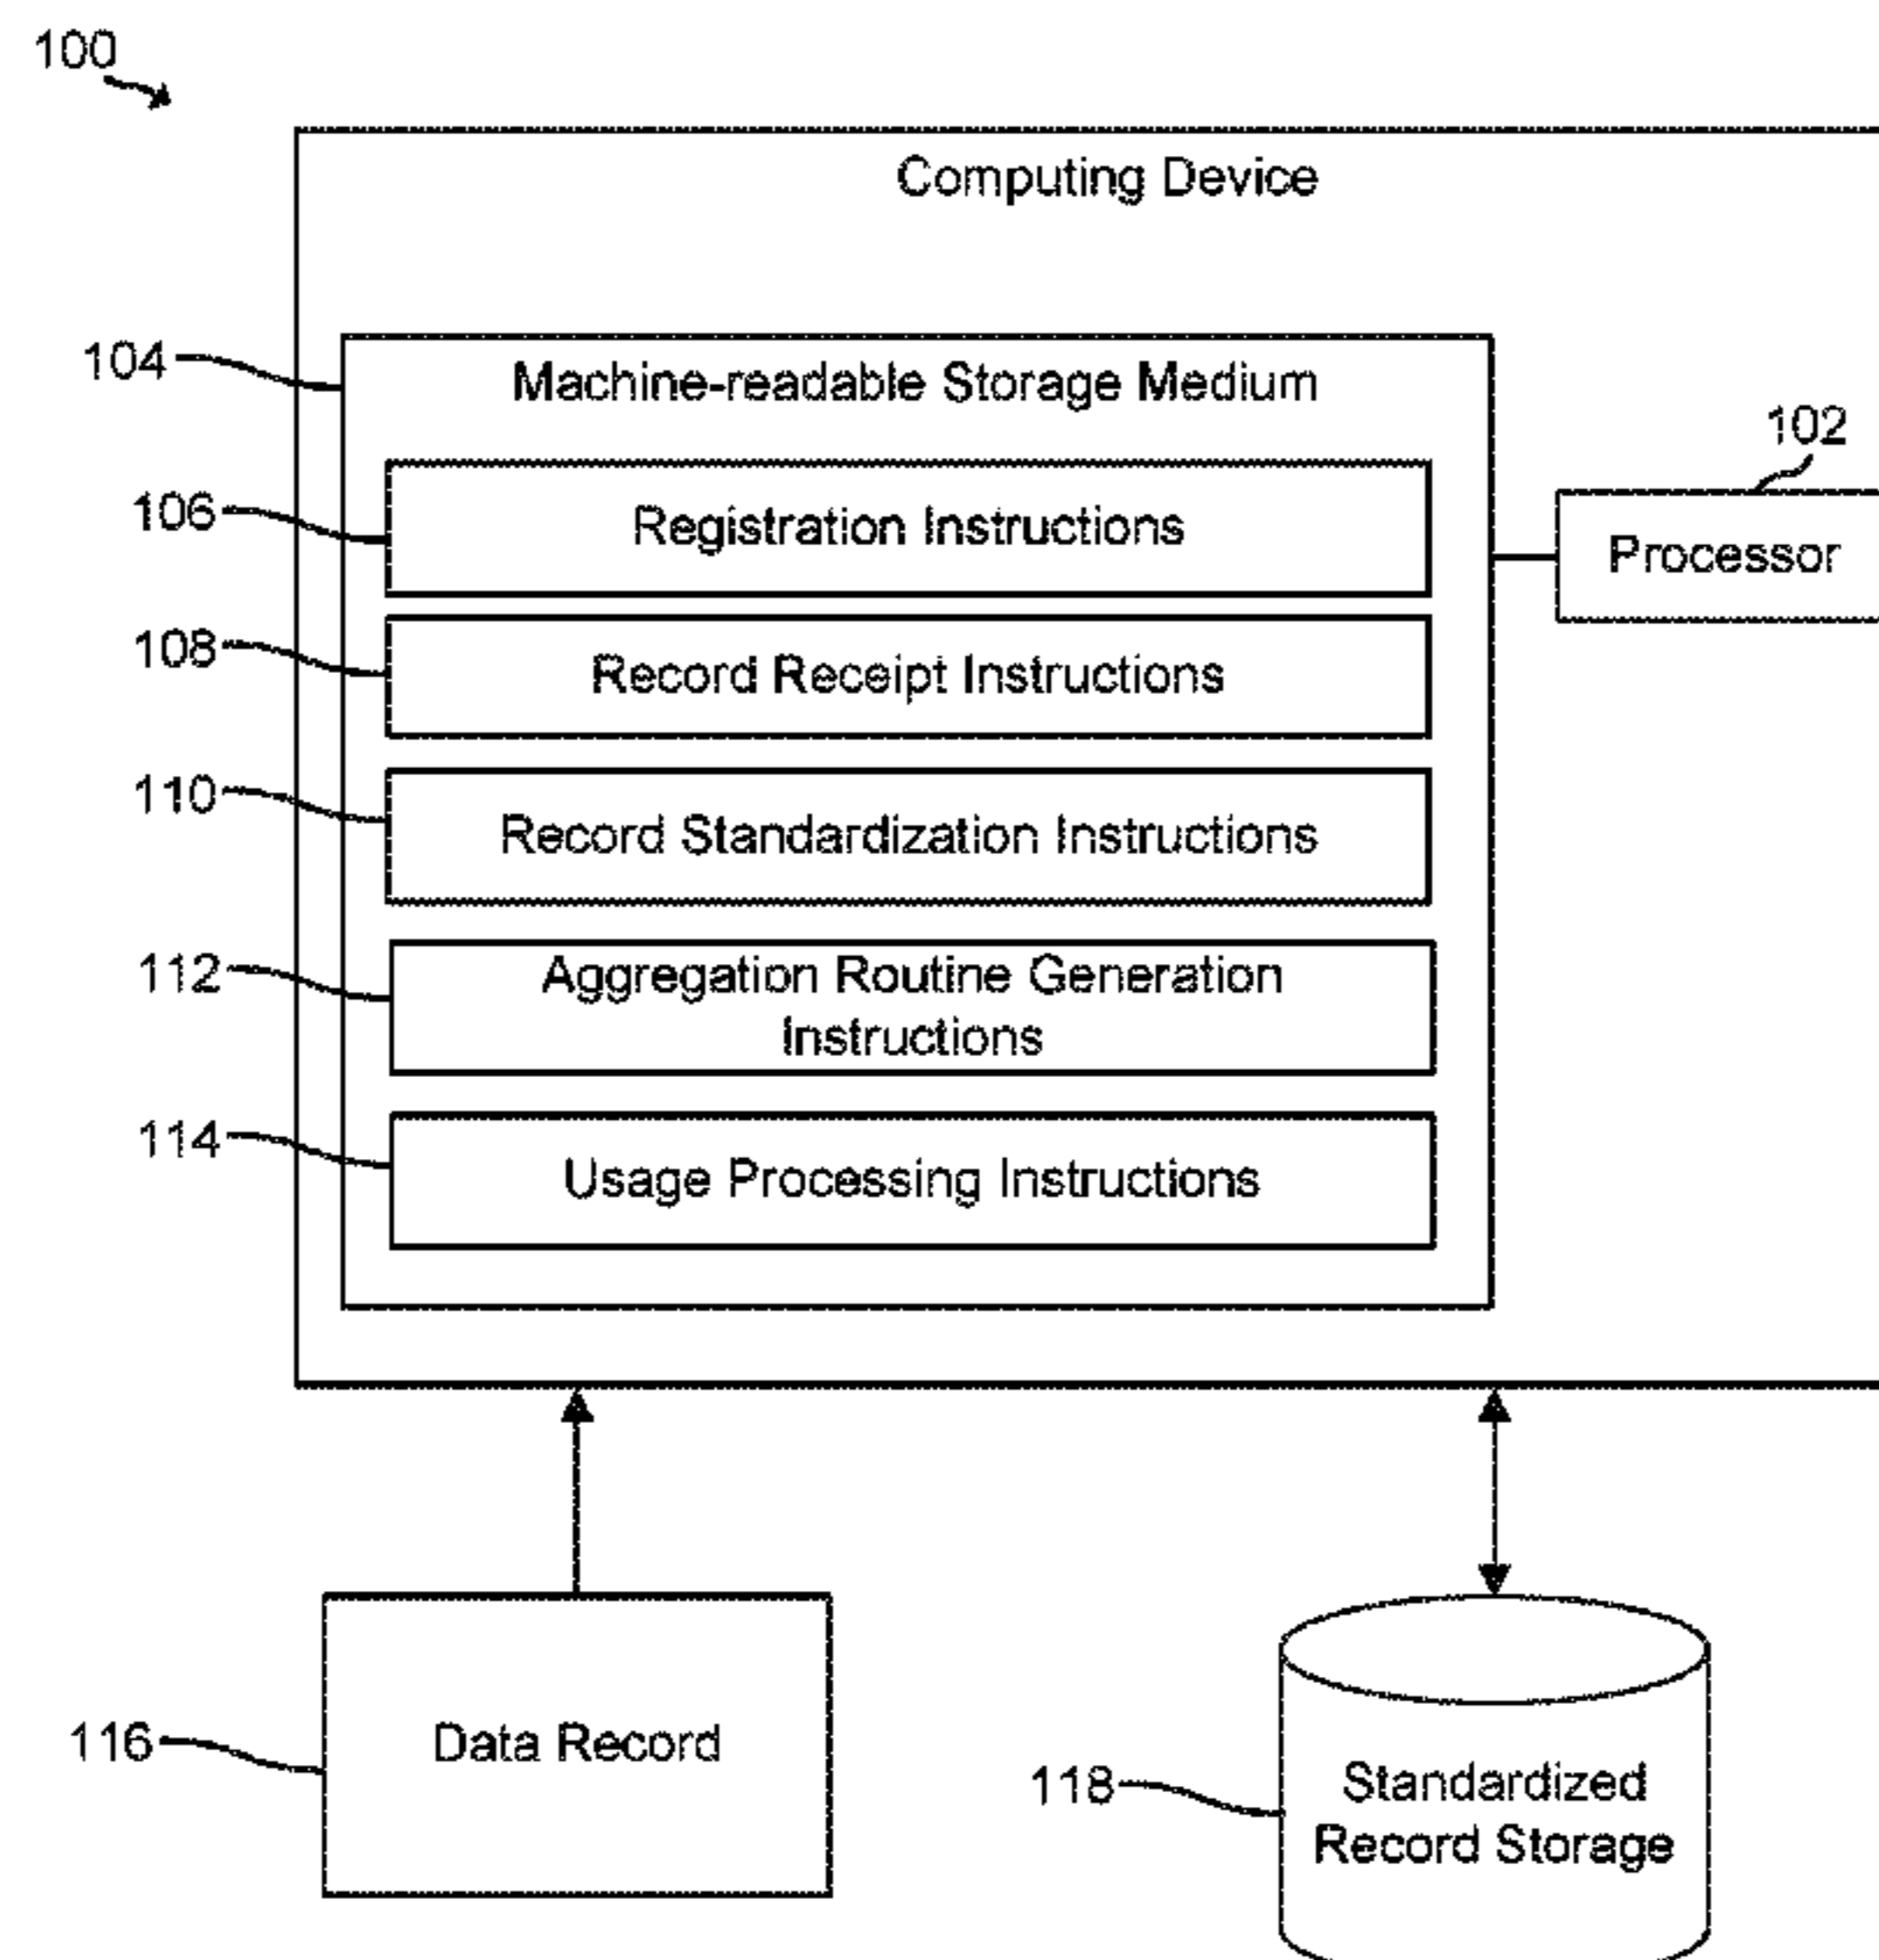 100
Computing Device
104
Machine-readable Storage Medium
102
106
Registration Instructions
Processor
108
Record Receipt Instructions
110
Record Standardization Instructions
112
Aggregation Routine Generation
Instructions
114
Usage Processing Instructions
116
Data Record
118
Standardized
Record Storage